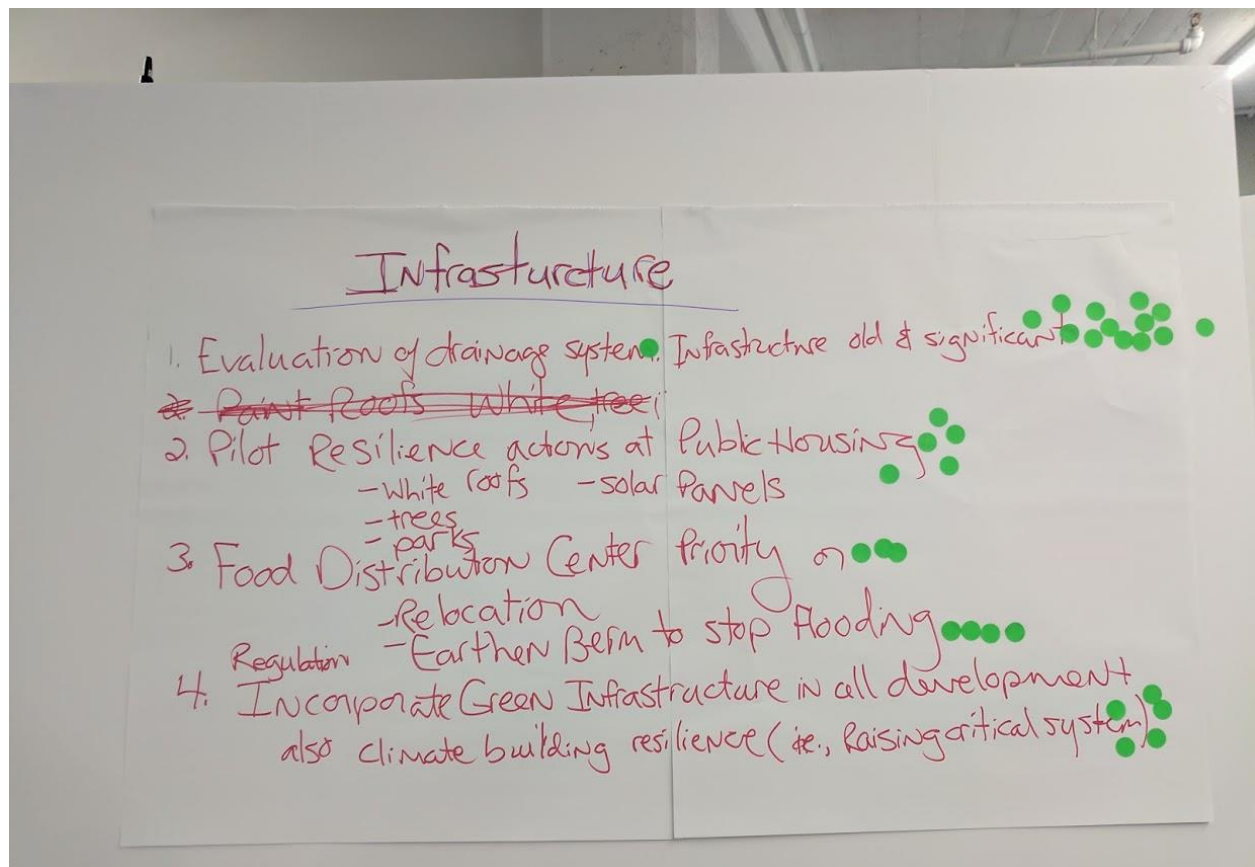 Infrasturcture
1. Evaluation of drainage system. Infrastructure old & significant
2. Paint Roofs White, tree
2. Pilot Resilience actions at Public Housing
- White roofs - solar Panels
- trees
- parks
3. Food Distribution Center Priority on
- Relocation
- Earthen Berm to stop flooding
Regulation
4. Incorporate Green Infrastructure in all development
also climate building resilience (ie., Raising critical system)